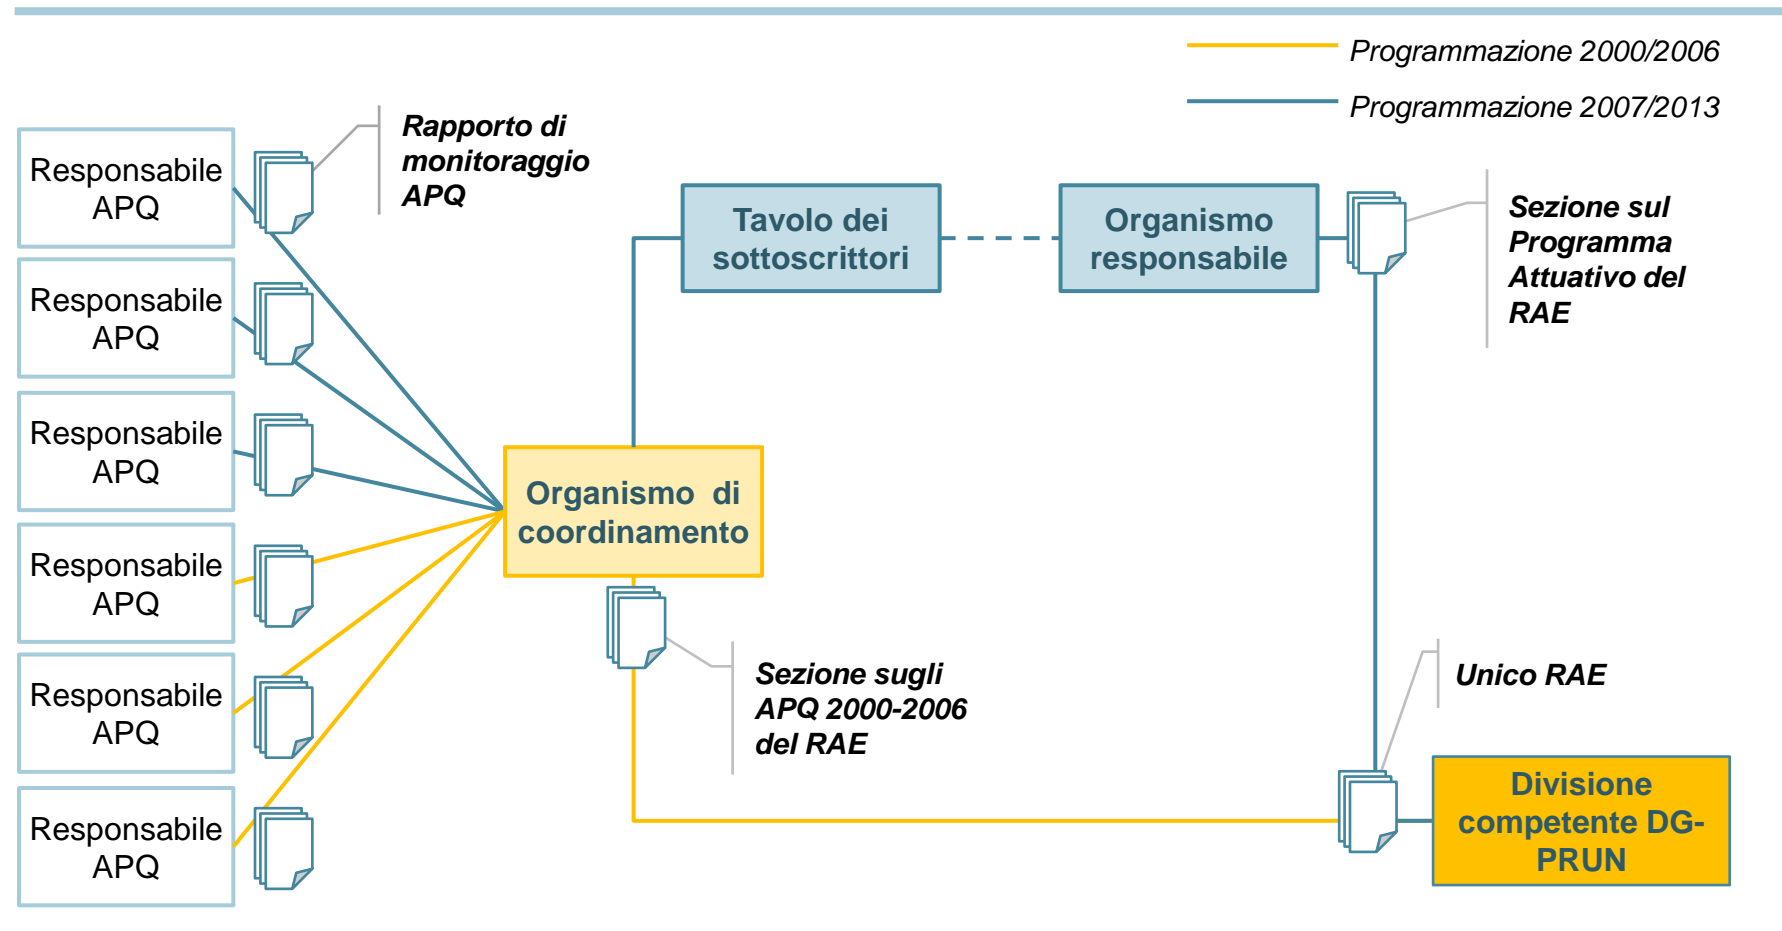 Programmazione 2000/2006
Programmazione 2007/2013
Responsabile
APQ
Rapporto di
monitoraggio
APQ
Tavolo dei
sottoscrittori
Organismo
responsabile
Sezione sul
Programma
Attuativo del
RAE
Responsabile
APQ
Responsabile
APQ
Organismo di
coordinamento
Responsabile
APQ
Responsabile
APQ
Sezione sugli
APQ 2000-2006
del RAE
Unico RAE
Responsabile
APQ
Divisione
competente DG-
PRUN